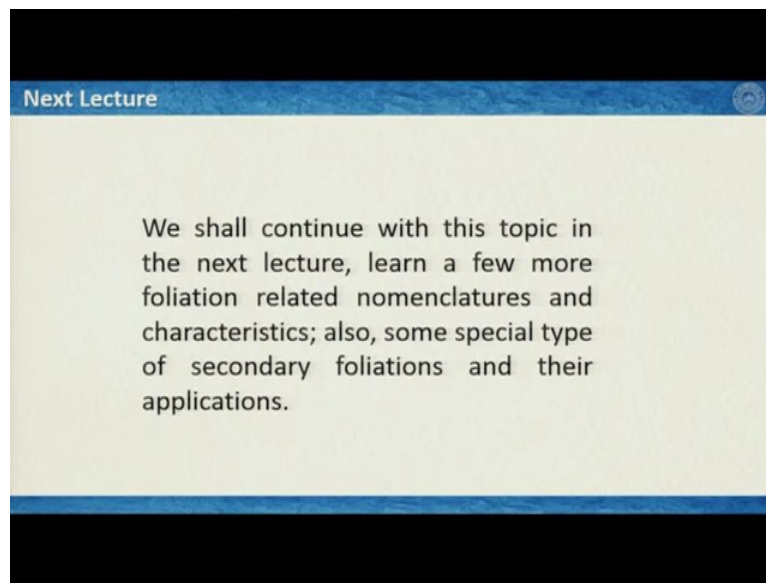 Next Lecture
We shall continue with this topic in
the next lecture, learn a few more
foliation related nomenclatures and
characteristics; also, some special type
of secondary foliations and their
applications.